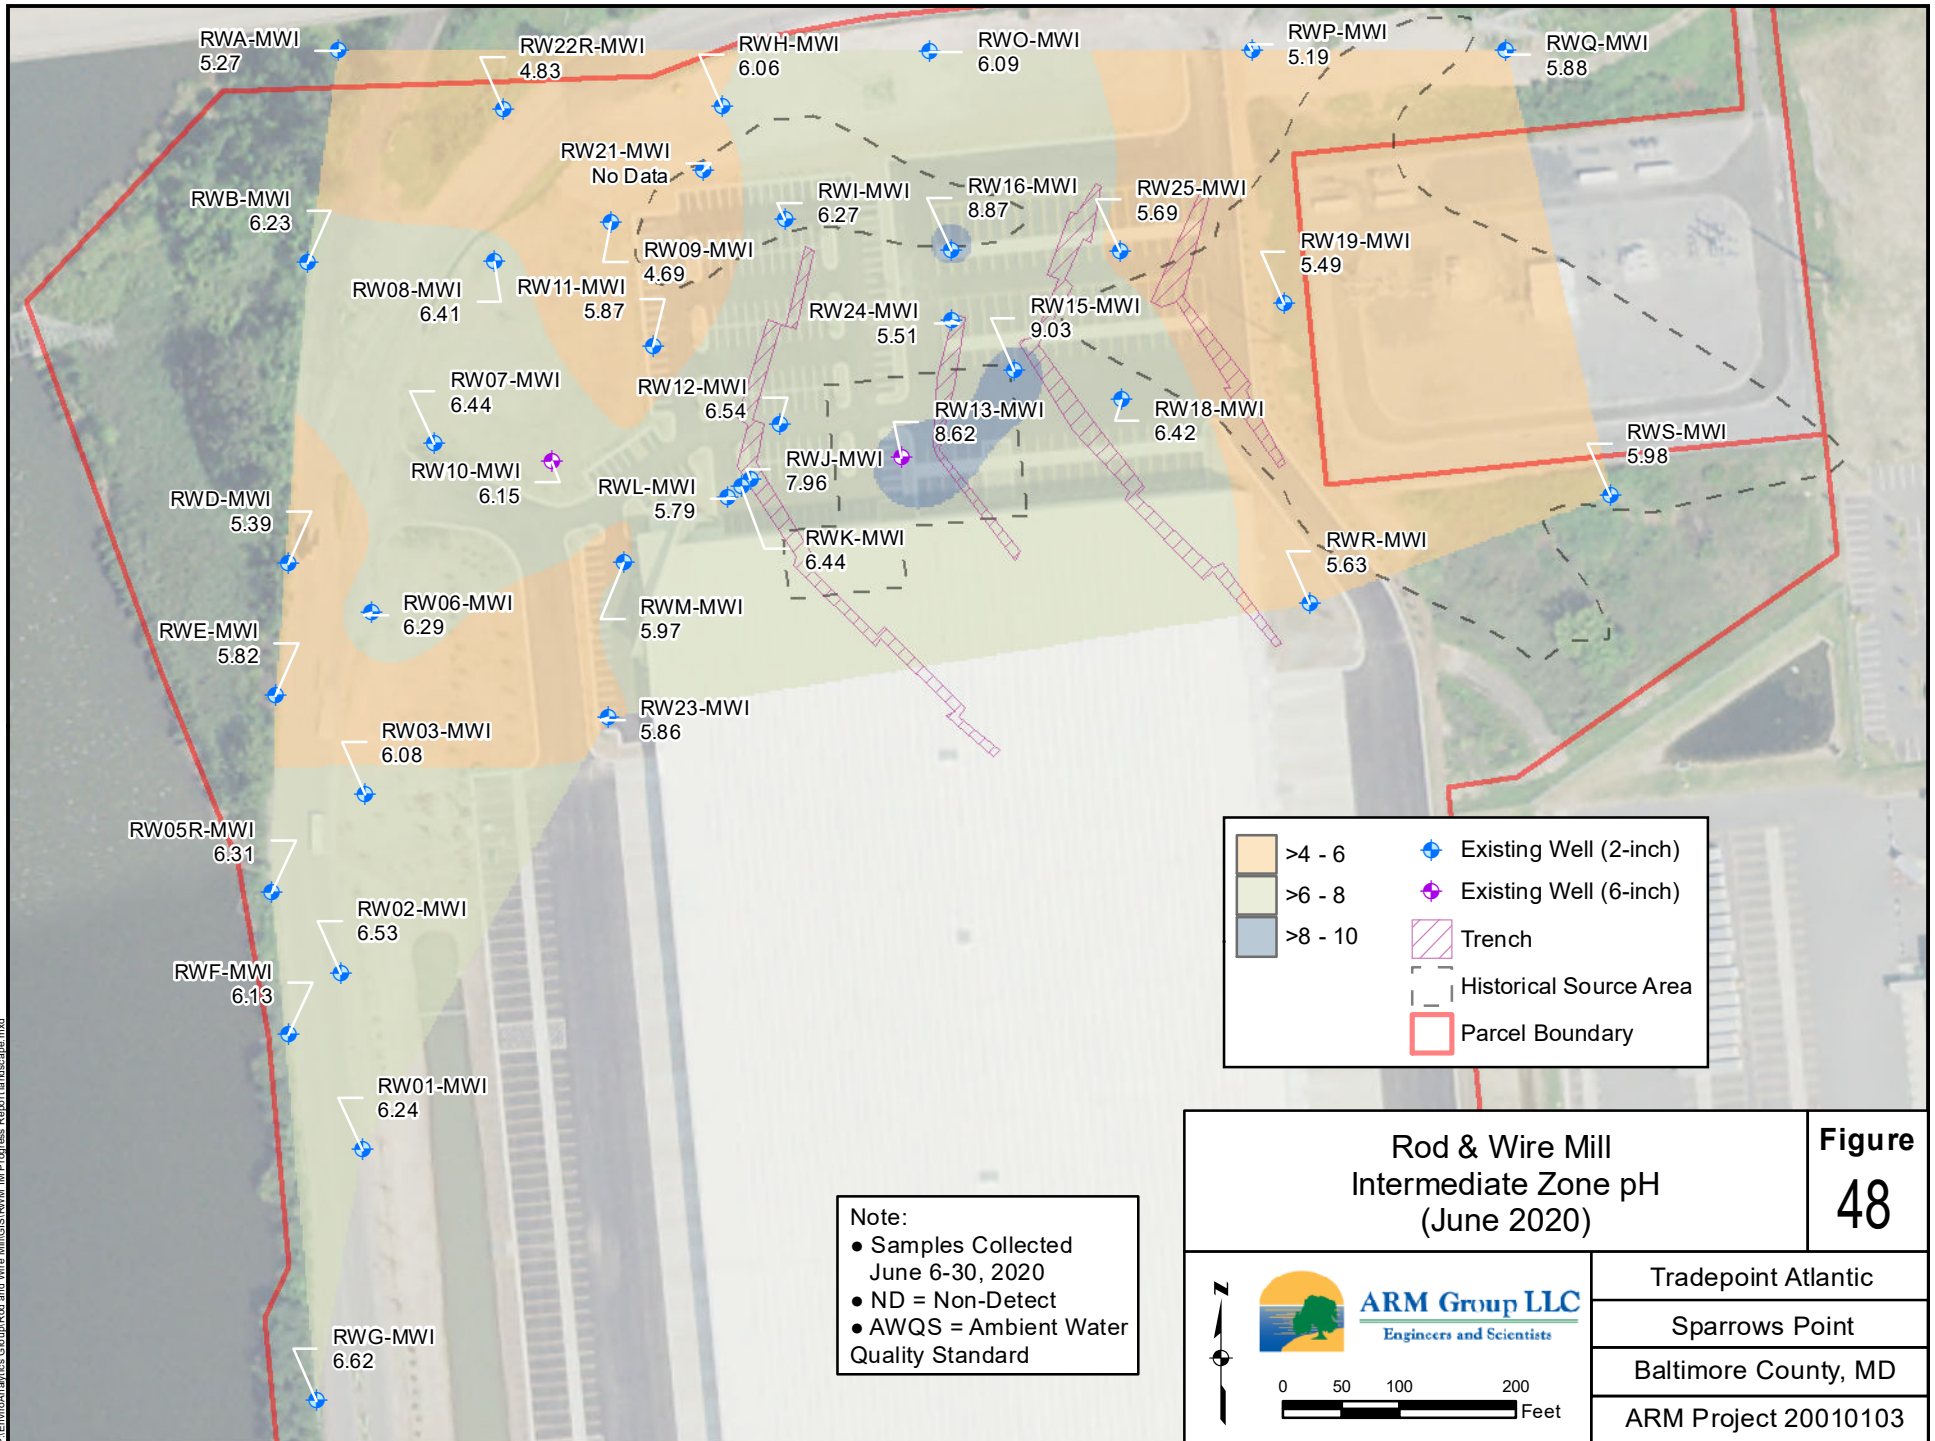 RWA-MWI
5.27
RW22R-MWI
4.83
RWH-MWI
6.06
RWO-MWI
6.09
RWP-MWI
5.19
RWQ-MWI
5.88
RW21-MWI
No Data
RWB-MWI
6.23
RWI-MWI
6.27
RW16-MWI
8.87
RW25-MWI
5.69
RW09-MWI
4.69
RW19-MWI
5.49
RW08-MWI
6.41
RW11-MWI
5.87
RW24-MWI
5.51
RW15-MWI
9.03
RW07-MWI
6.44
RW12-MWI
6.54
RW13-MWI
8.62
RW18-MWI
6.42
RWS-MWI
5.98
RW10-MWI
6.15
RWJ-MWI
7.96
RWL-MWI
5.79
RWD-MWI
5.39
RWK-MWI
6.44
RWR-MWI
5.63
RW06-MWI
6.29
RWM-MWI
5.97
RWE-MWI
5.82
RW23-MWI
5.86
RW03-MWI
6.08
RW05R-MWI
6.31
RW02-MWI
6.53
RWF-MWI
6.13
RW01-MWI
6.24
RWG-MWI
6.62
>4 - 6
>6 - 8
>8 - 10
Existing Well (2-inch)
Existing Well (6-inch)
Trench
Historical Source Area
Parcel Boundary
Note:
● Samples Collected
June 6-30, 2020
● ND = Non-Detect
● AWQS = Ambient Water
Quality Standard
Rod & Wire Mill
Intermediate Zone pH
(June 2020)
Figure
48
Z
ARM Group LLC
Engineers and Scientists
0 50 100 200
Feet
Tradepoint Atlantic
Sparrows Point
Baltimore County, MD
ARM Project 20010103